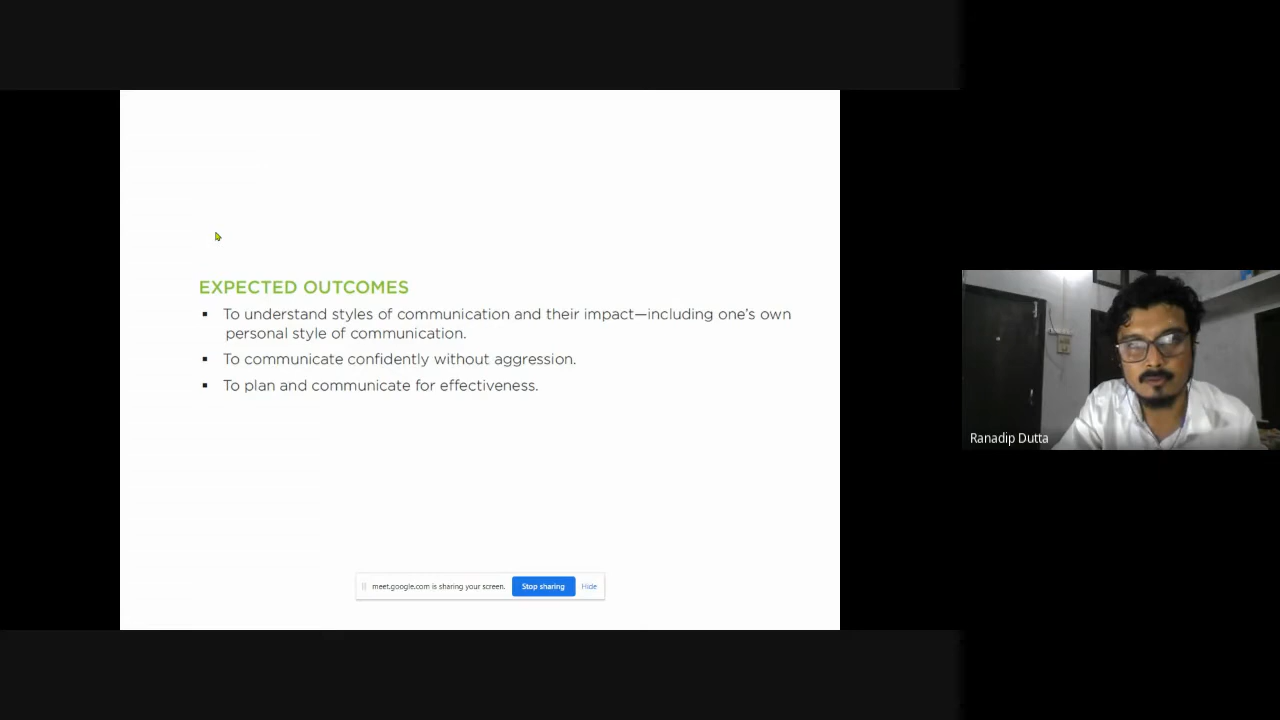 EXPECTED OUTCOMES
▪ To understand styles of communication and their impact—including one's own
personal style of communication.
▪ To communicate confidently without aggression.
▪ To plan and communicate for effectiveness.
meet.google.com is sharing your screen. Stop sharing Hide
Ranadip Dutta